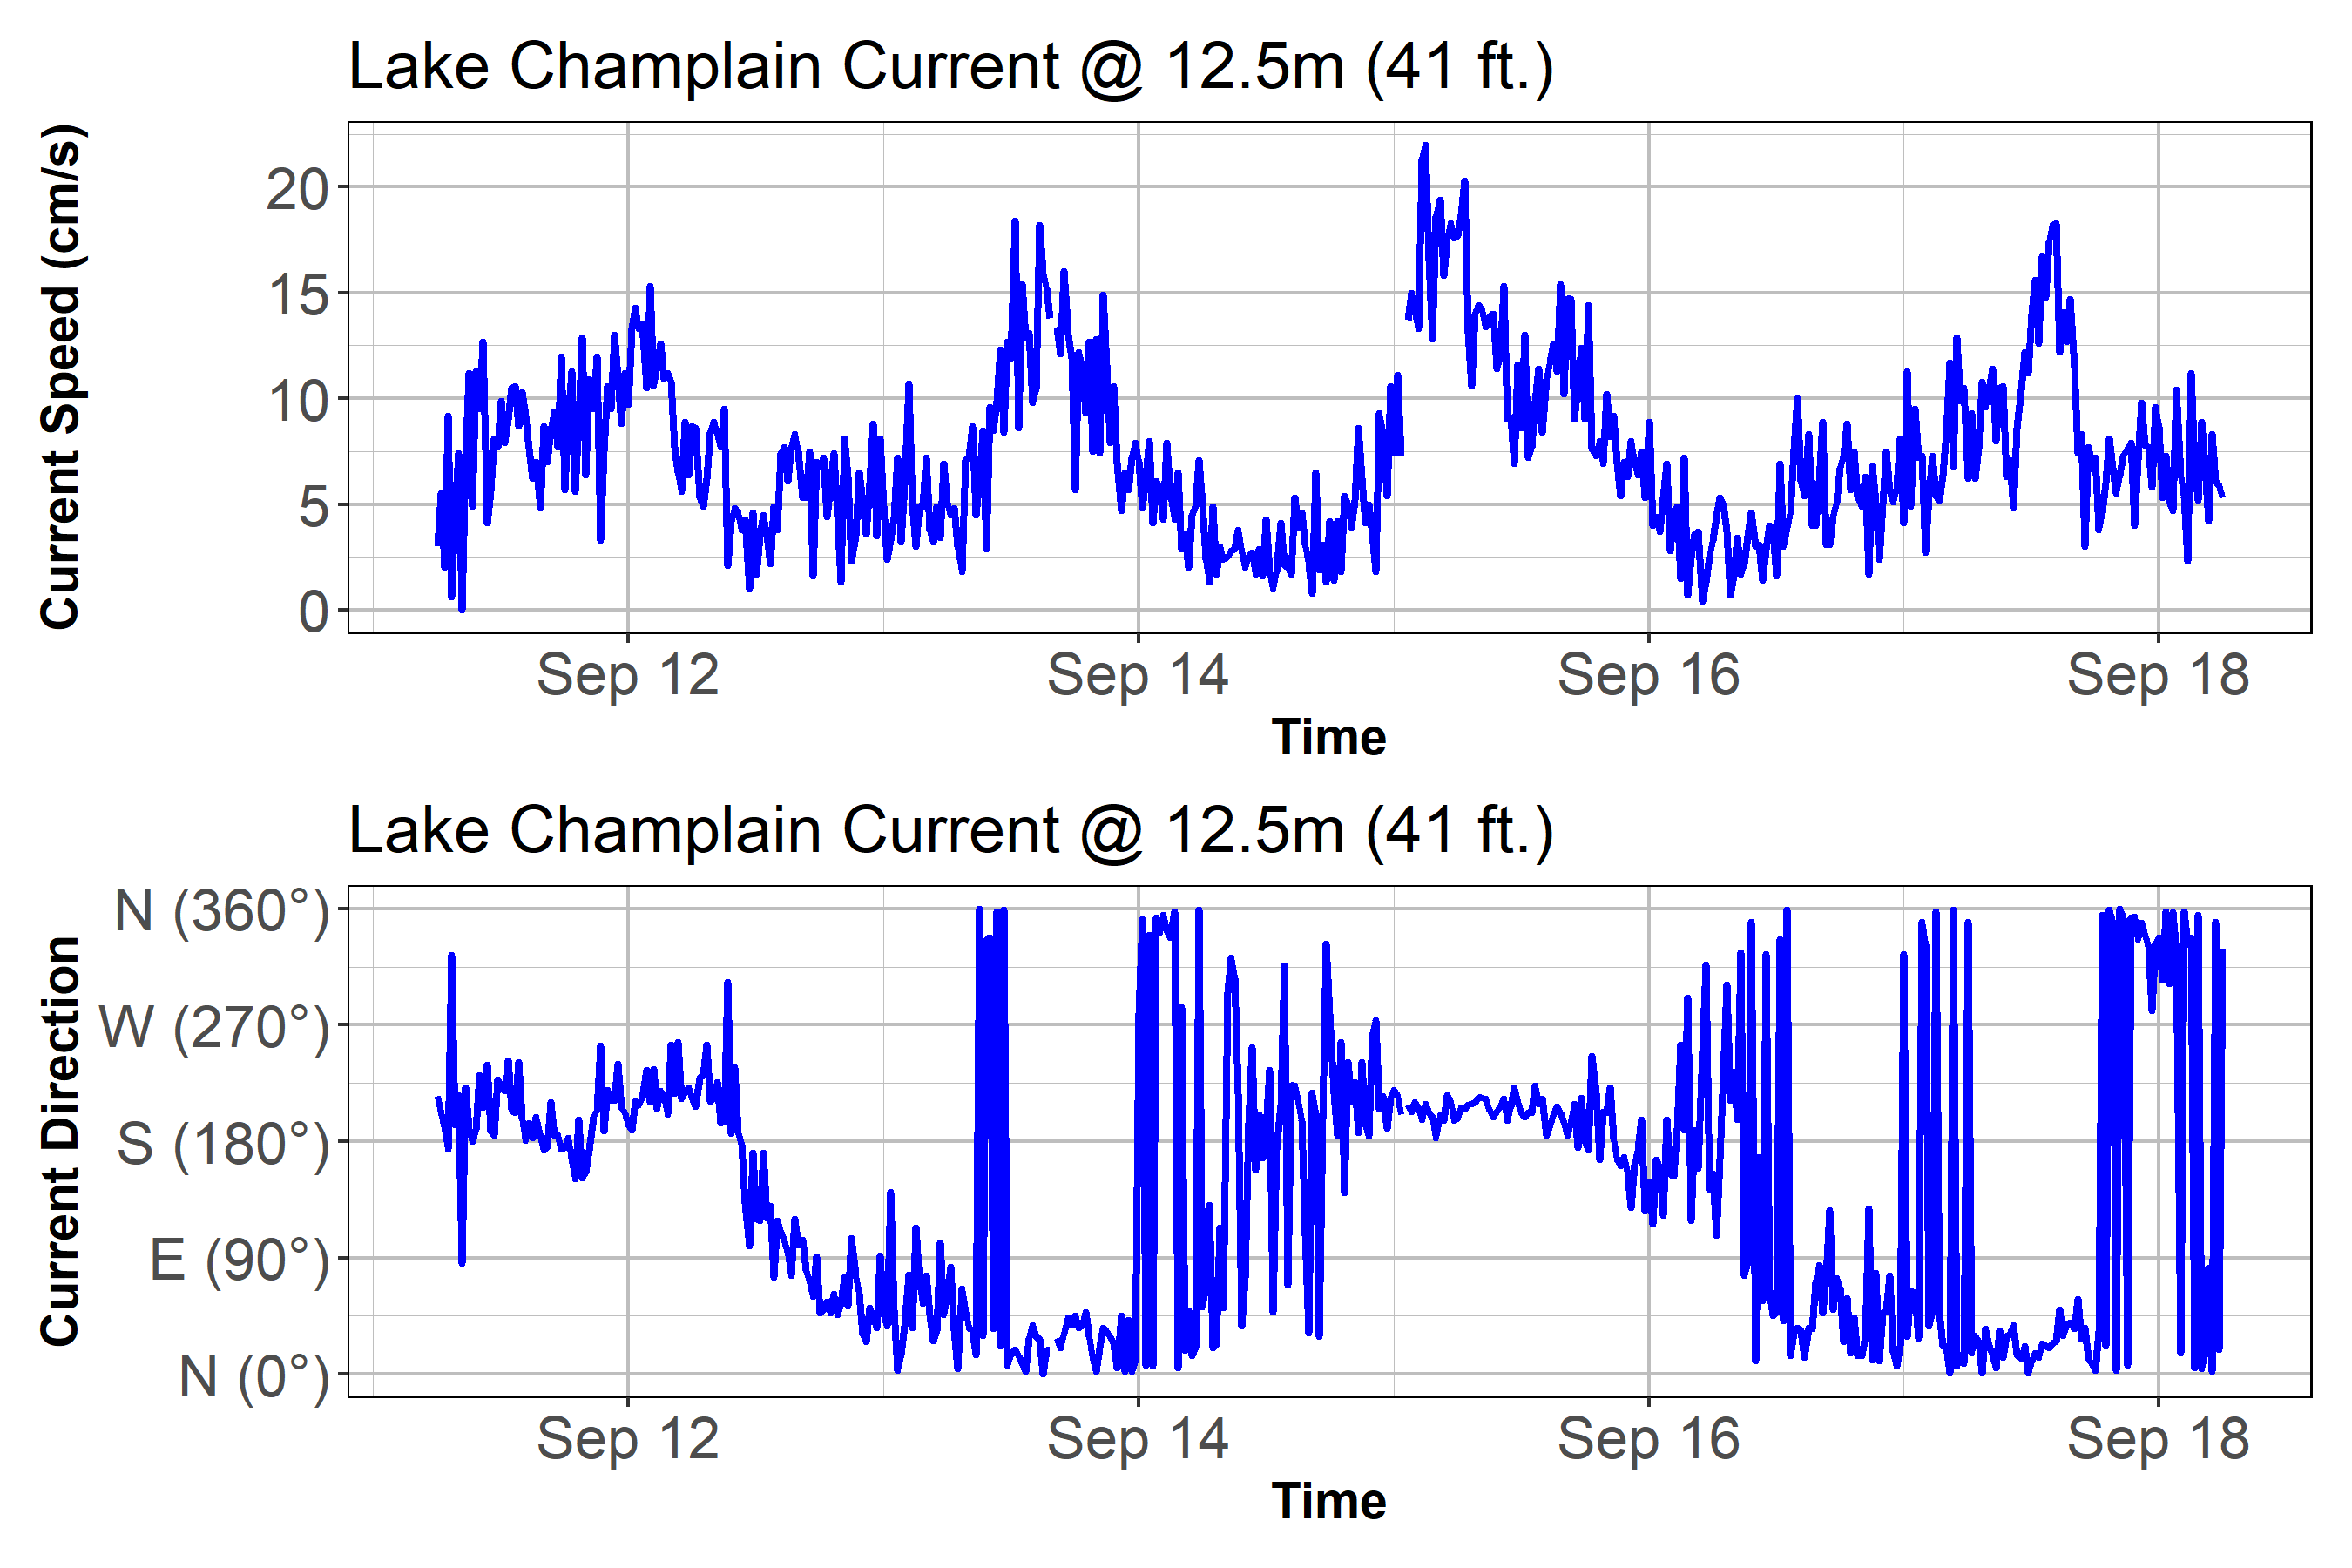 Lake Champlain Current @ 12.5m (41 ft.)
Current Speed (cm/s)
20
15
10
5
0
Sep 12 Sep 14 Sep 16 Sep 18
Time
Lake Champlain Current @ 12.5m (41 ft.)
Current Direction
N (360°)
W (270°)
S (180°)
E (90°)
N (0°)
Sep 12 Sep 14 Sep 16 Sep 18
Time